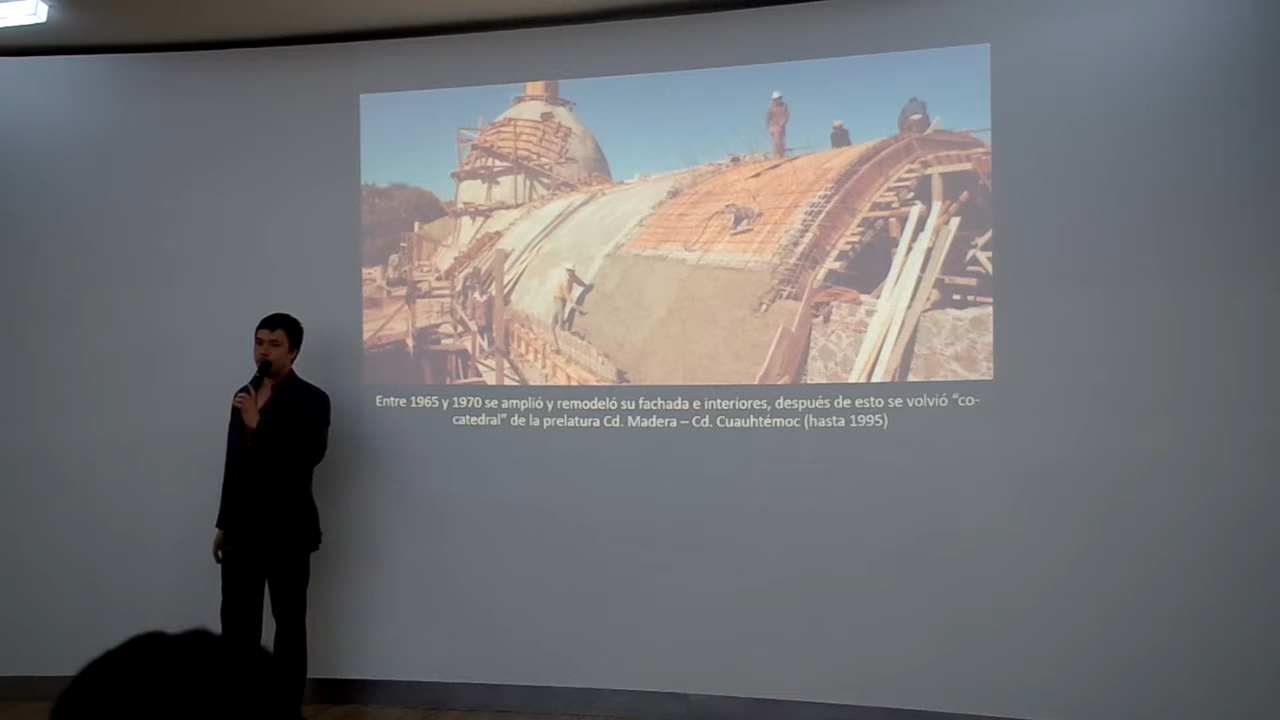 Entre 1965 y 1970 se amplió y remodeló su fachada e interiores, después de esto se volvió “co-
catedral” de la prelatura Cd. Madera – Cd. Cuauhtémoc (hasta 1995)